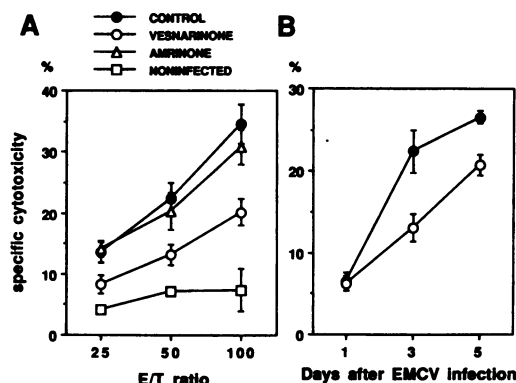 A
CONTROL
VESNARINONE
AMRINONE
NONINFECTED
%
40
30
20
10
0
specific cytotoxicity
25 50 100
E/T ratio
B
%
30
20
10
0
1 3 5
Days after EMCV infection